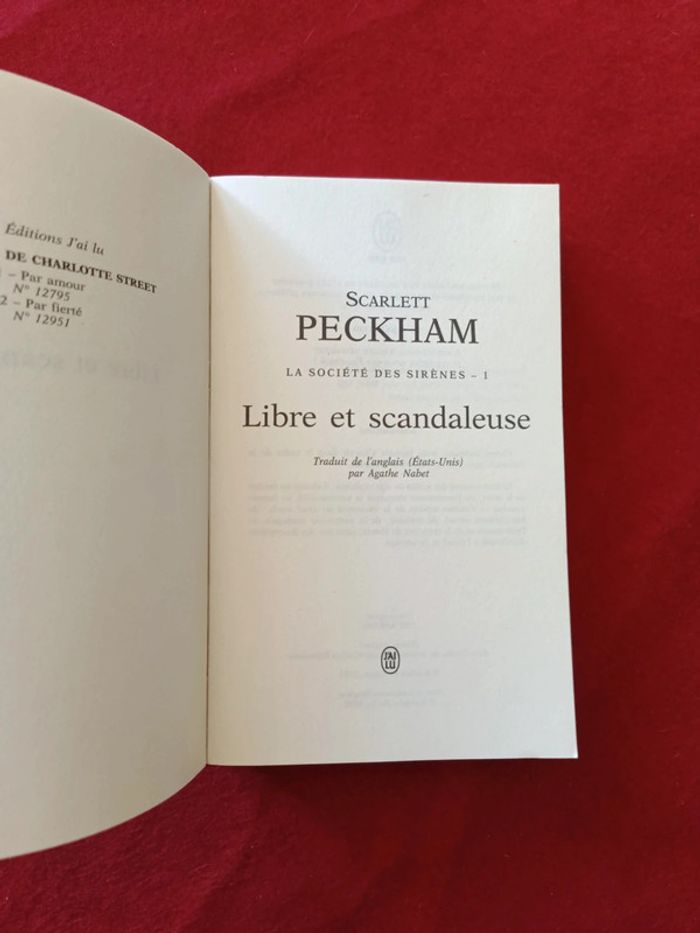 Éditions J'ai lu
DE CHARLOTTE STREET
1 – Par amour
N° 12795
2 – Par fierté
N° 12951
SCARLETT
PECKHAM
LA SOCIÉTÉ DES SIRÈNES – 1
Libre et scandaleuse
Traduit de l'anglais (États-Unis)
par Agathe Nabet
J'AI
LU